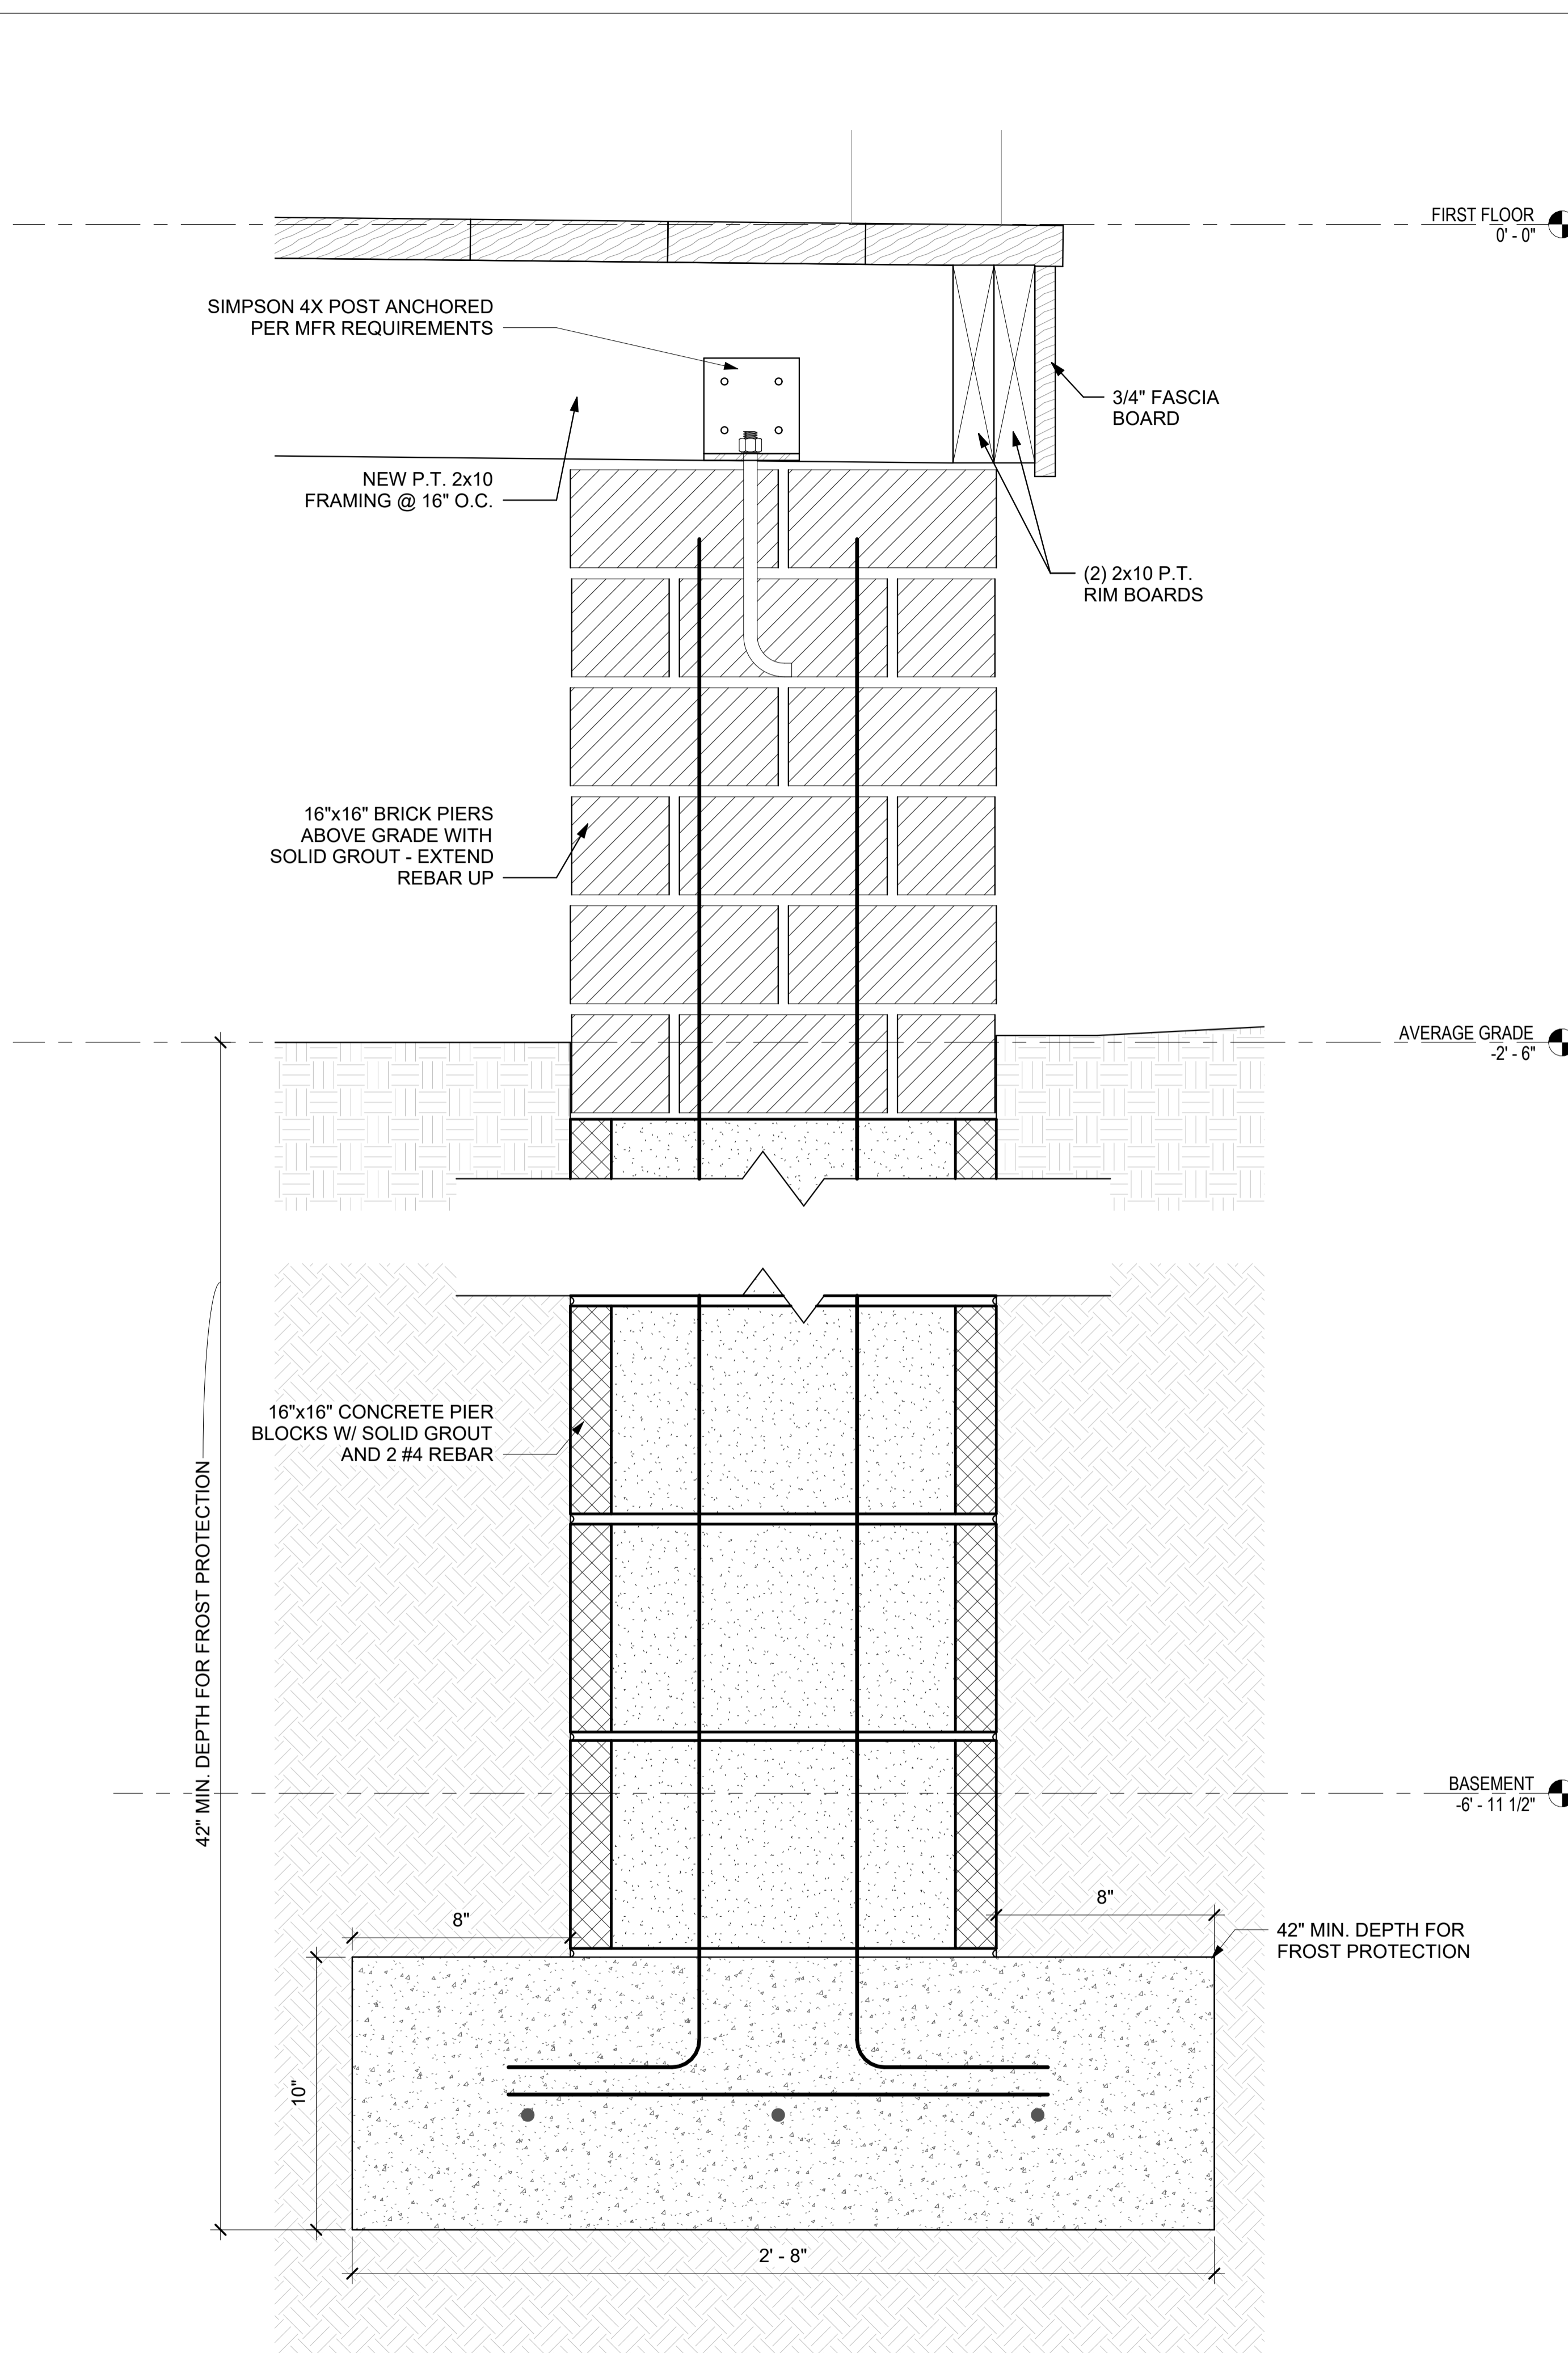 FIRST FLOOR
0' - 0"
SIMPSON 4X POST ANCHORED
PER MFR REQUIREMENTS
3/4" FASCIA
BOARD
NEW P.T. 2x10
FRAMING @ 16" O.C.
(2) 2x10 P.T.
RIM BOARDS
16"x16" BRICK PIERS
ABOVE GRADE WITH
SOLID GROUT - EXTEND
REBAR UP
AVERAGE GRADE
-2' - 6"
16"x16" CONCRETE PIER
BLOCKS W/ SOLID GROUT
AND 2 #4 REBAR
42" MIN. DEPTH FOR FROST PROTECTION
BASEMENT
-6' - 11 1/2"
8"
8"
42" MIN. DEPTH FOR
FROST PROTECTION
10"
2' - 8"